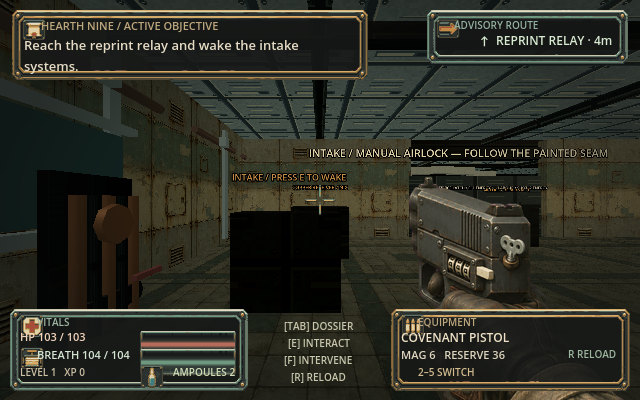 HEARTH NINE / ACTIVE OBJECTIVE
Reach the reprint relay and wake the intake
systems.
ADVISORY ROUTE
↑ REPRINT RELAY · 4m
INTAKE / MANUAL AIRLOCK — FOLLOW THE PAINTED SEAM
INTAKE / PRESS E TO WAKE
VITALS
HP 103 / 103
BREATH 104 / 104
LEVEL 1 XP 0
AMPOULES 2
[TAB] DOSSIER
[E] INTERACT
[F] INTERVENE
[R] RELOAD
EQUIPMENT
COVENANT PISTOL
MAG 6 RESERVE 36
R RELOAD
2–5 SWITCH